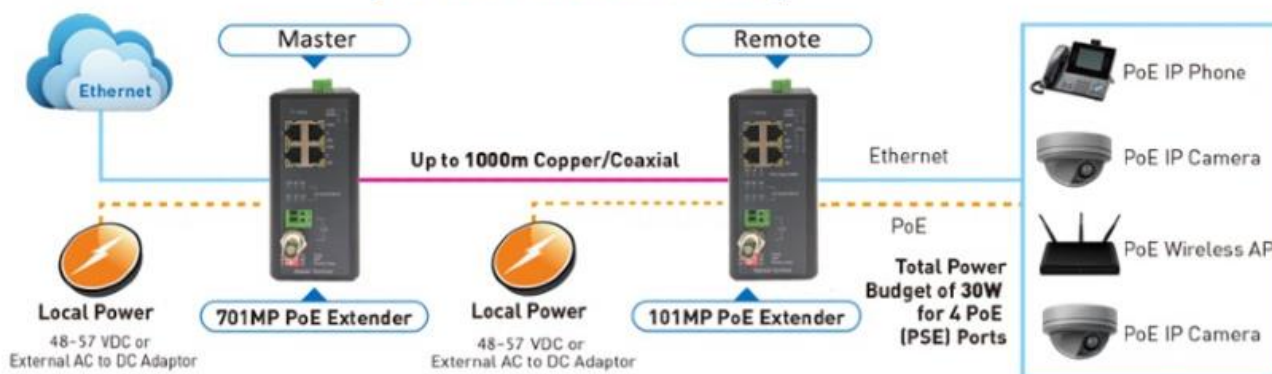 Ethernet
Master
Remote
Up to 1000m Copper/Coaxial
Ethernet
PoE
Local Power
48-57 VDC or
External AC to DC Adaptor
701MP PoE Extender
Local Power
48-57 VDC or
External AC to DC Adaptor
101MP PoE Extender
Total Power
Budget of 30W
for 4 PoE
(PSE) Ports
PoE IP Phone
PoE IP Camera
PoE Wireless AP
PoE IP Camera